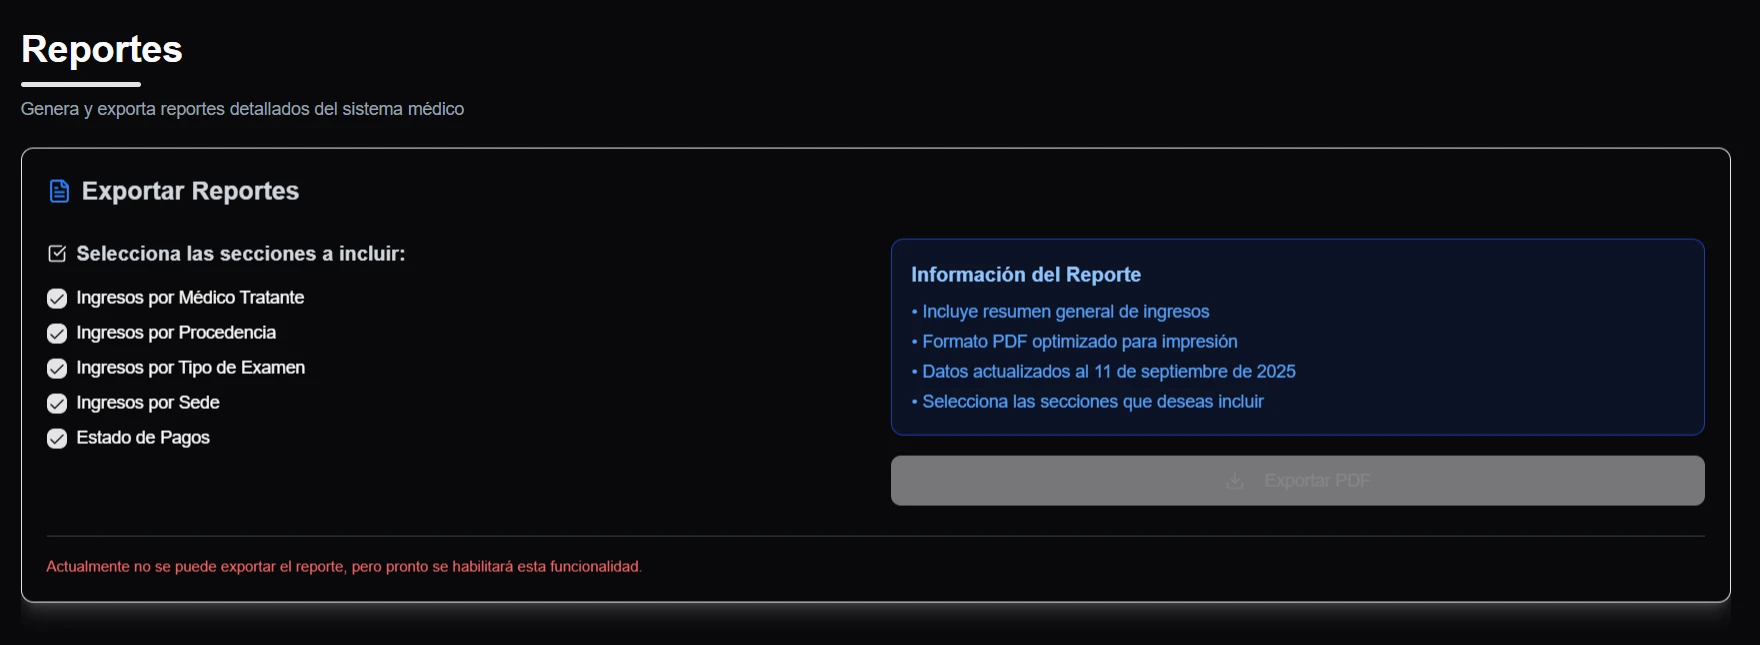 Reportes
Genera y exporta reportes detallados del sistema médico
Exportar Reportes
Selecciona las secciones a incluir:
Ingresos por Médico Tratante
Ingresos por Procedencia
Ingresos por Tipo de Examen
Ingresos por Sede
Estado de Pagos
Información del Reporte
• Incluye resumen general de ingresos
• Formato PDF optimizado para impresión
• Datos actualizados al 11 de septiembre de 2025
• Selecciona las secciones que deseas incluir
Exportar PDF
Actualmente no se puede exportar el reporte, pero pronto se habilitará esta funcionalidad.